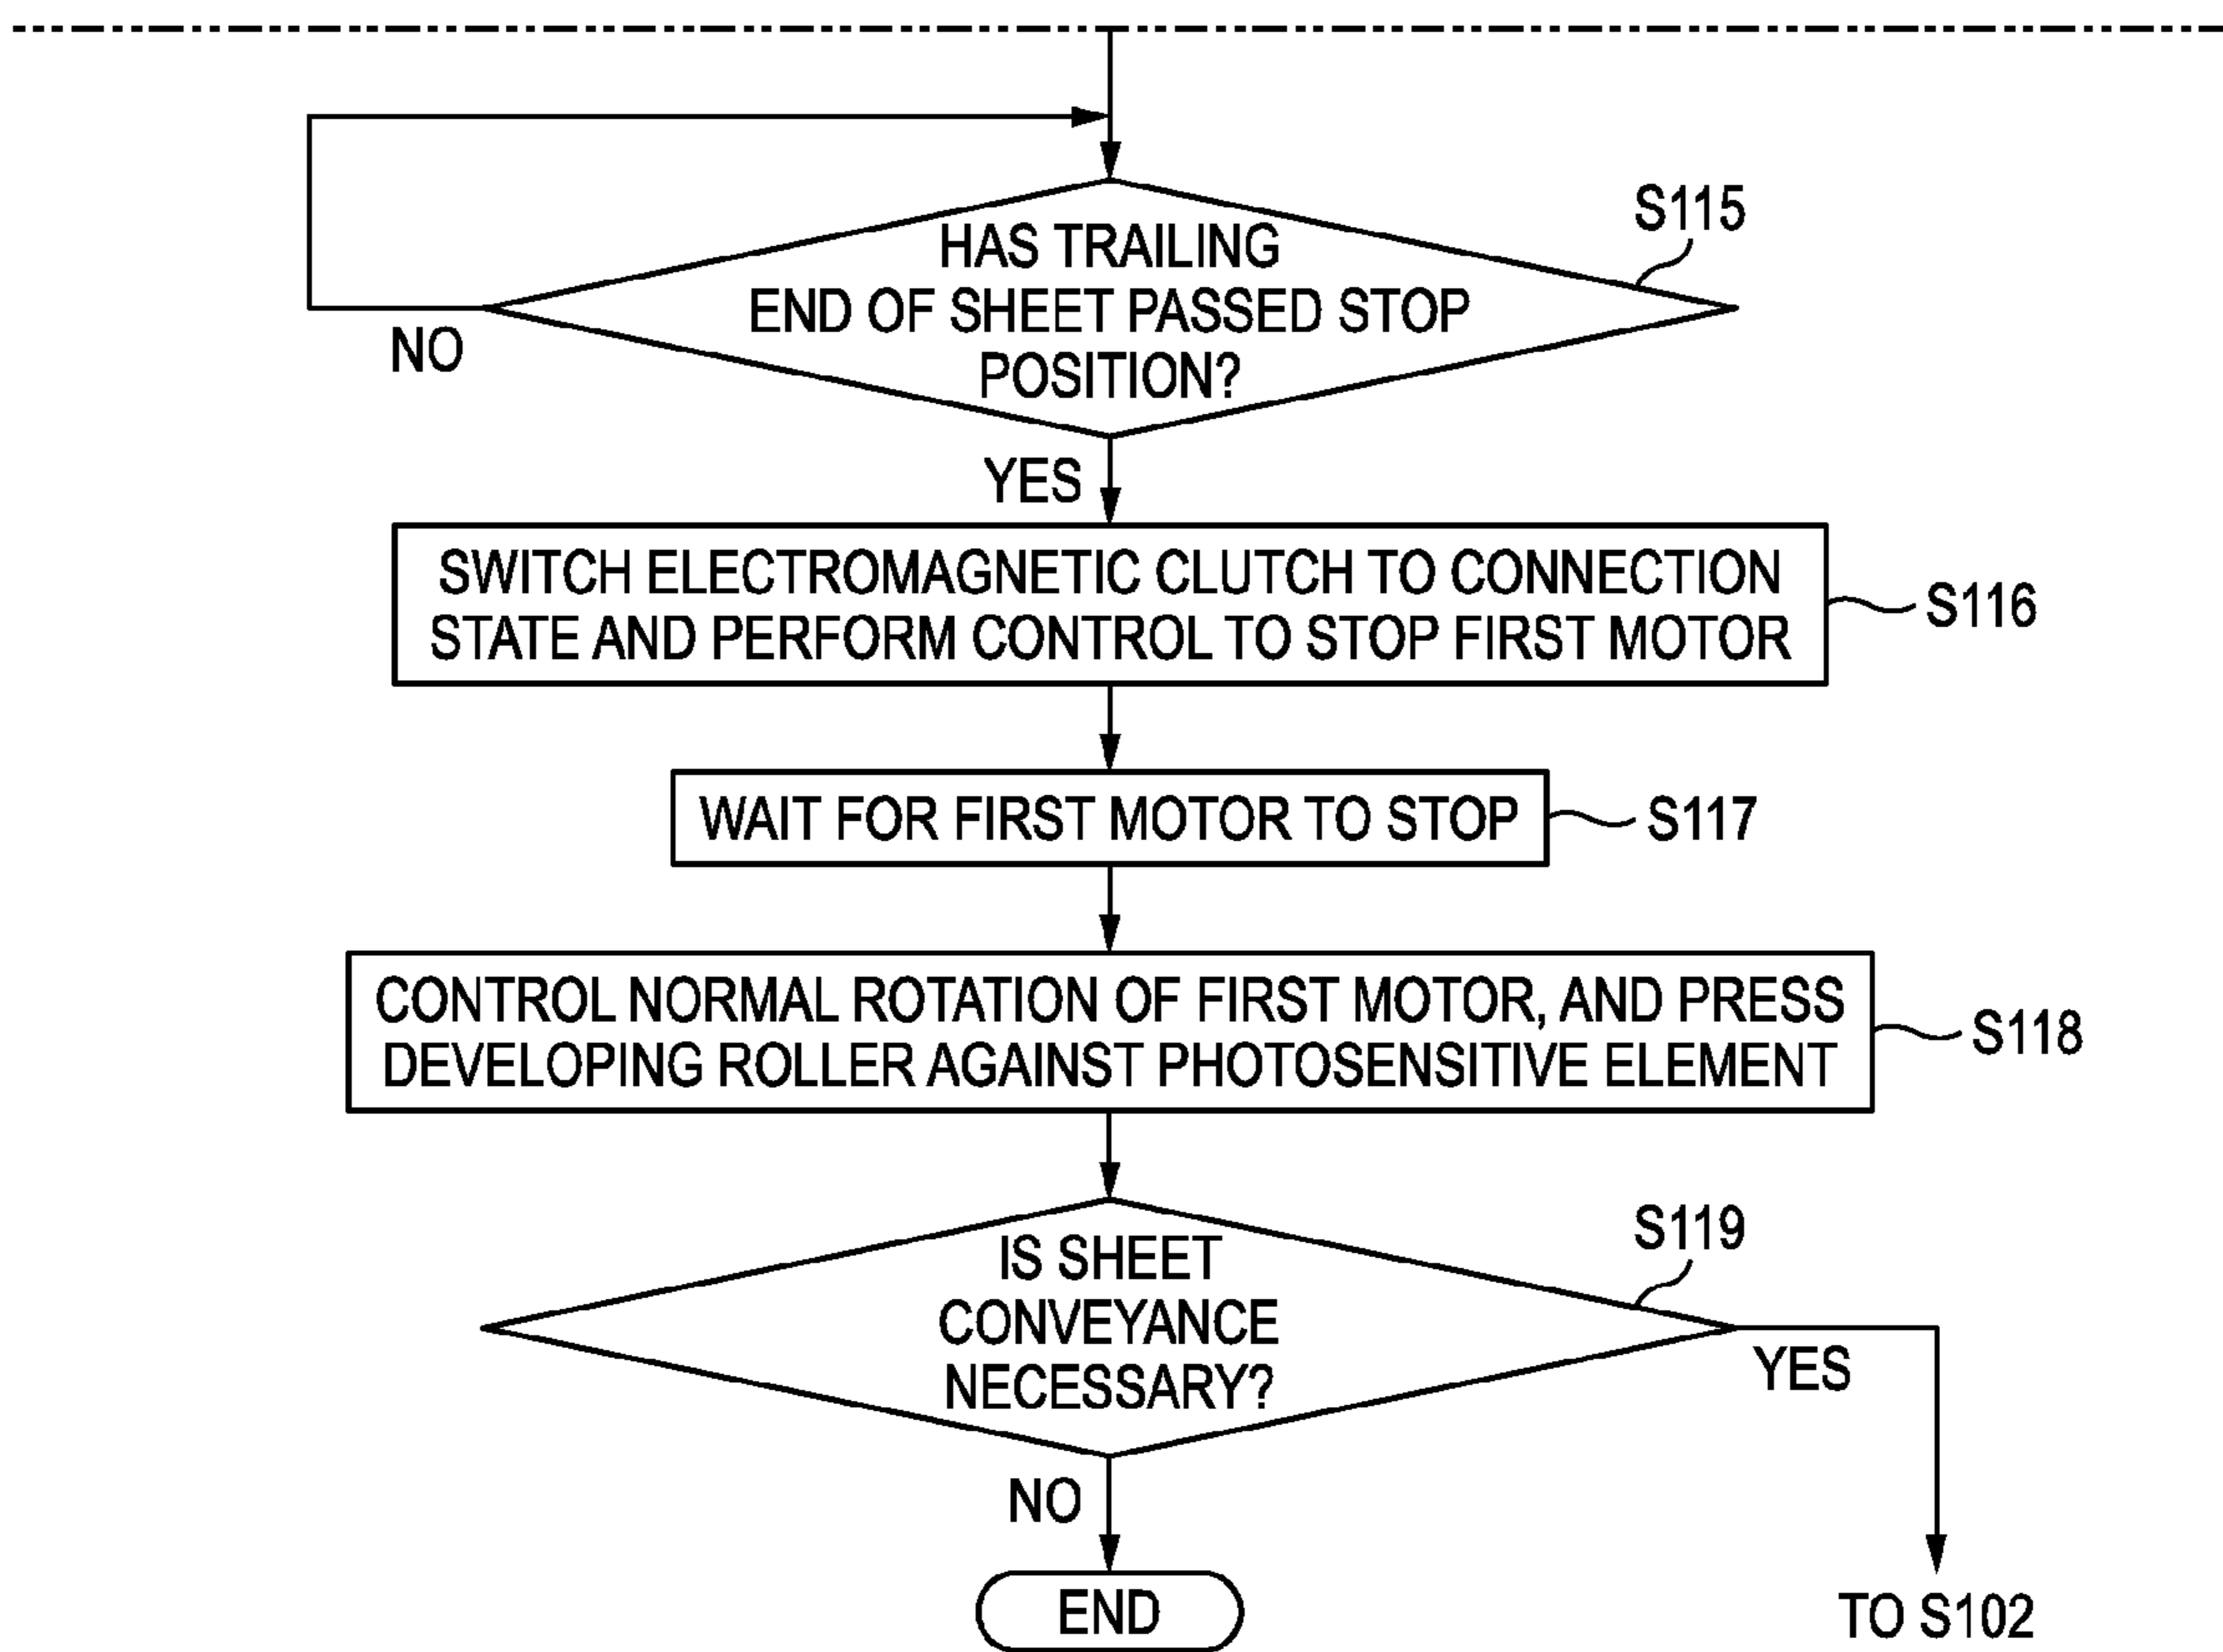 S115
HAS TRAILING
END OF SHEET PASSED STOP
POSITION?
NO
YES
SWITCH ELECTROMAGNETIC CLUTCH TO CONNECTION
STATE AND PERFORM CONTROL TO STOP FIRST MOTOR
S116
WAIT FOR FIRST MOTOR TO STOP
S117
CONTROL NORMAL ROTATION OF FIRST MOTOR, AND PRESS
DEVELOPING ROLLER AGAINST PHOTOSENSITIVE ELEMENT
S118
S119
IS SHEET
CONVEYANCE
NECESSARY?
YES
NO
END
TO S102